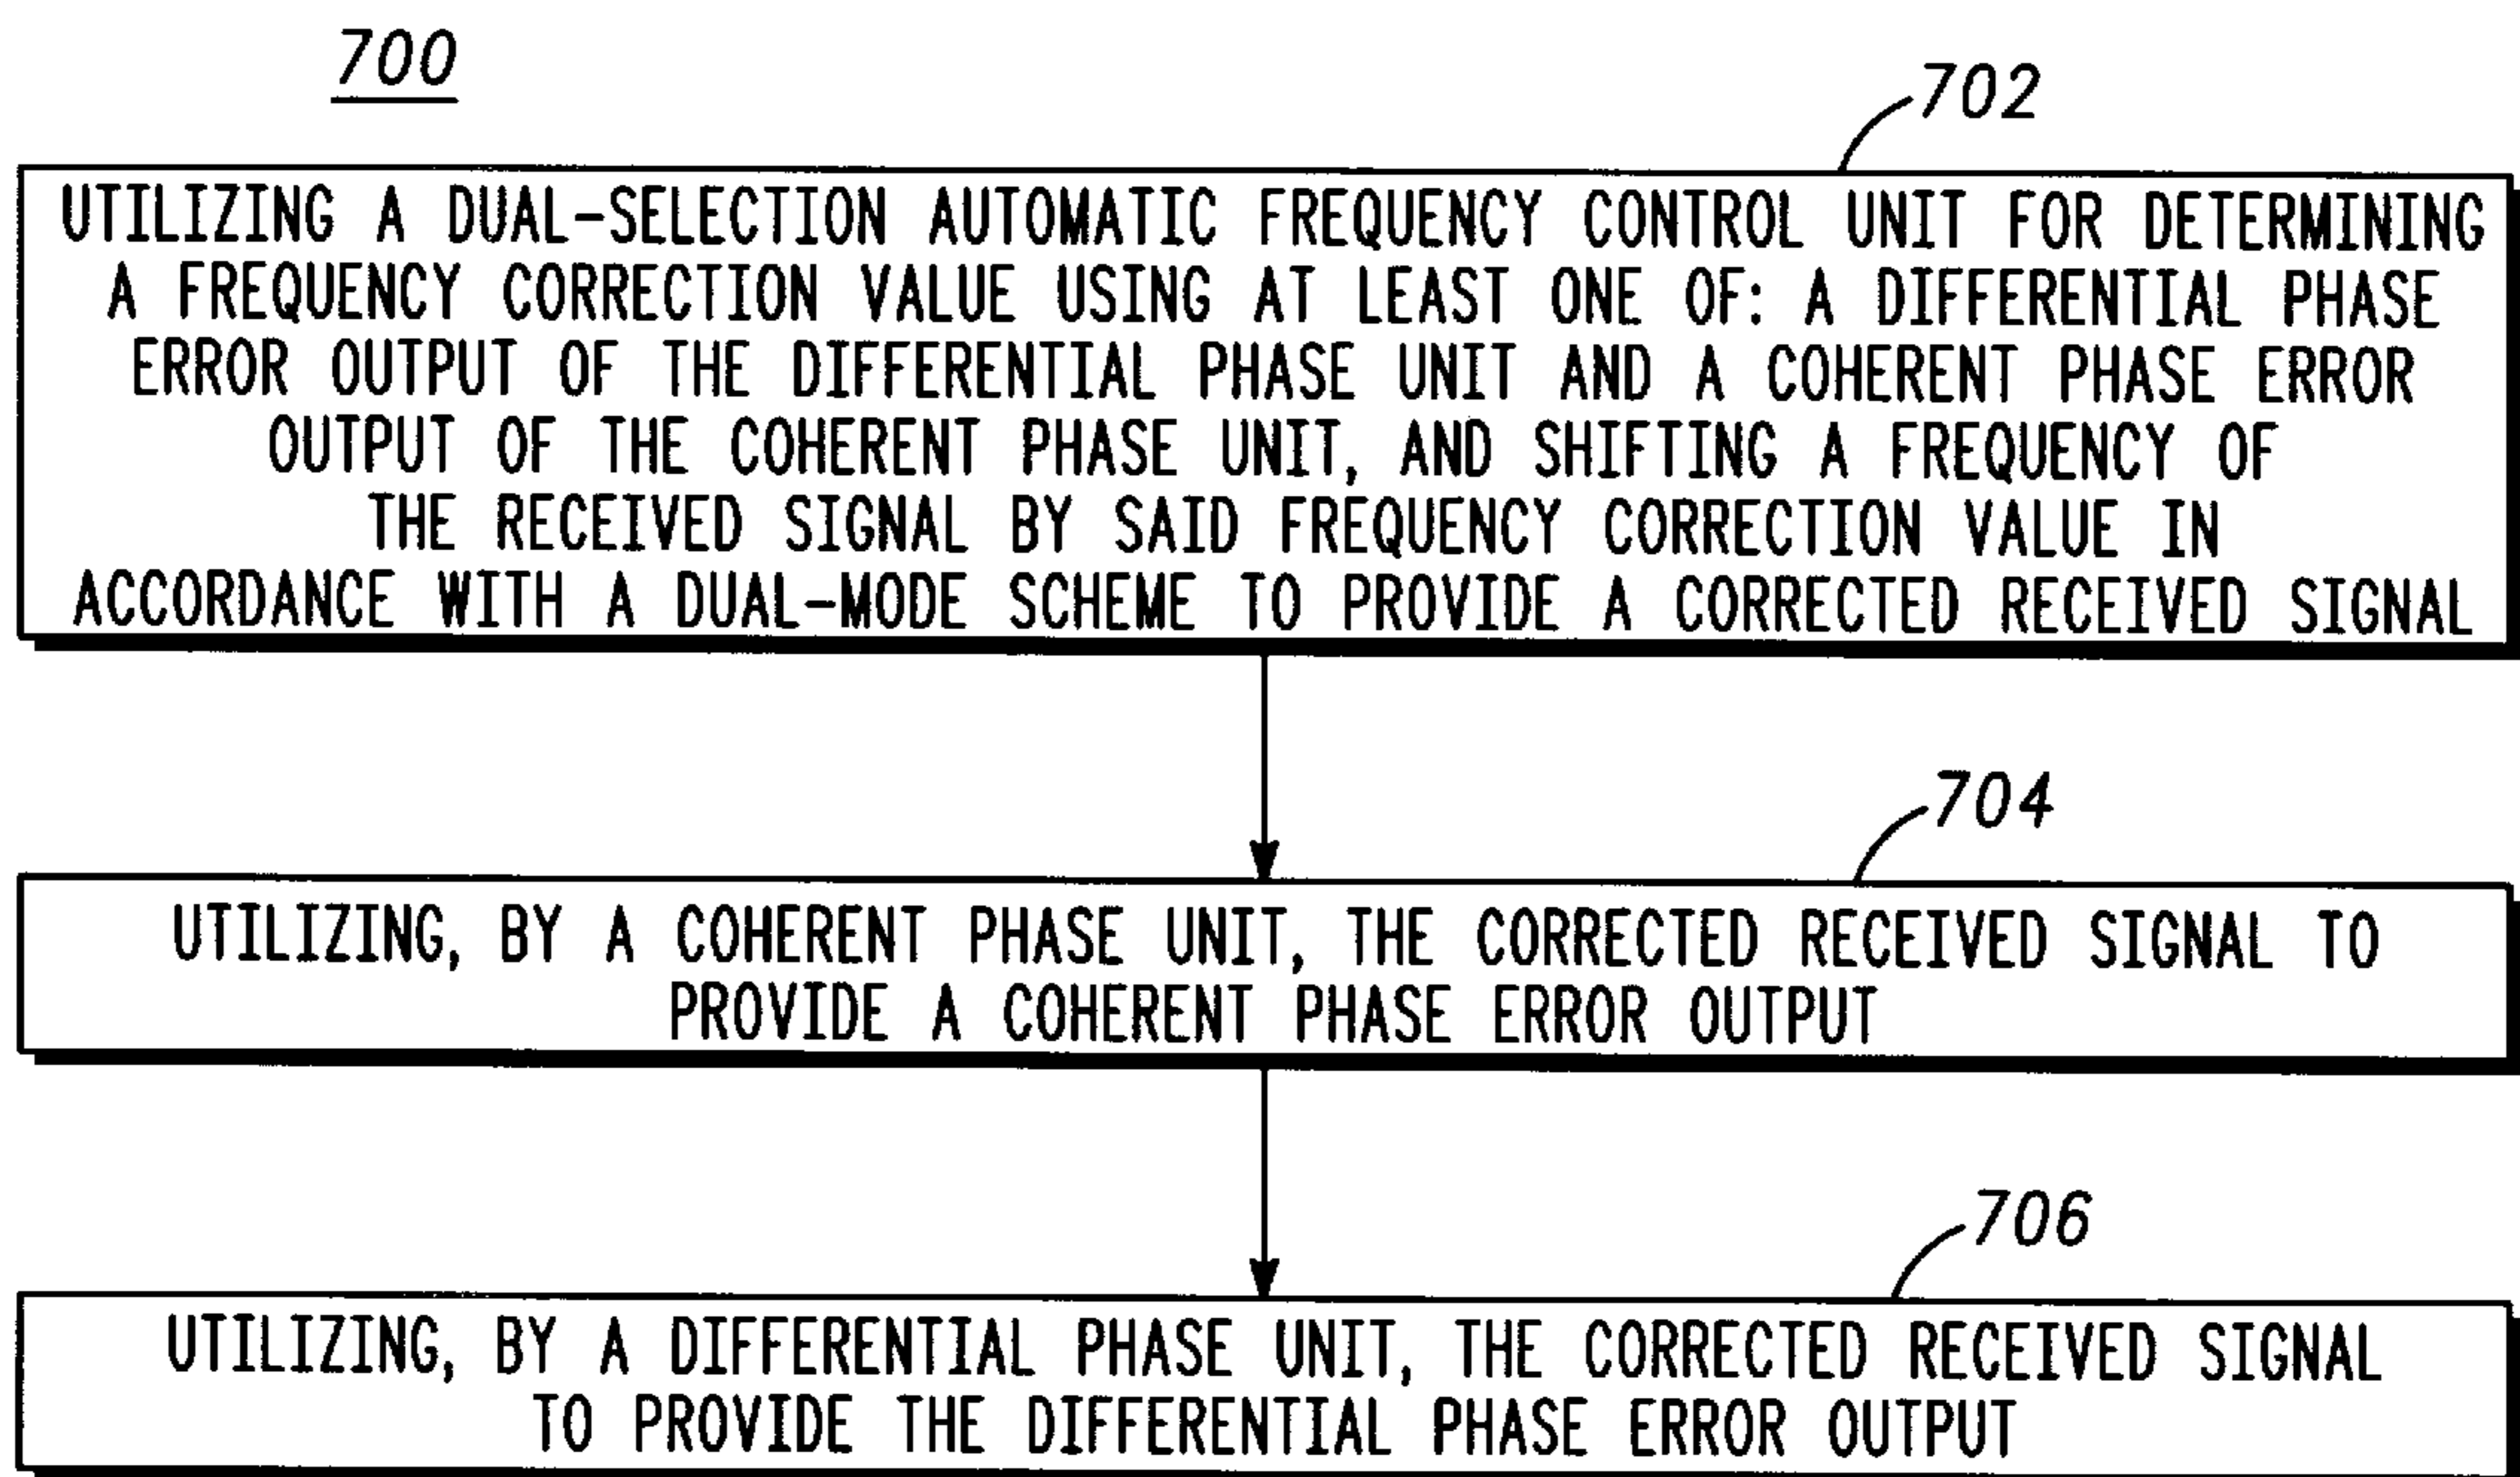 700
702
UTILIZING A DUAL-SELECTION AUTOMATIC FREQUENCY CONTROL UNIT FOR DETERMINING
A FREQUENCY CORRECTION VALUE USING AT LEAST ONE OF: A DIFFERENTIAL PHASE
ERROR OUTPUT OF THE DIFFERENTIAL PHASE UNIT AND A COHERENT PHASE ERROR
OUTPUT OF THE COHERENT PHASE UNIT, AND SHIFTING A FREQUENCY OF
THE RECEIVED SIGNAL BY SAID FREQUENCY CORRECTION VALUE IN
ACCORDANCE WITH A DUAL-MODE SCHEME TO PROVIDE A CORRECTED RECEIVED SIGNAL
704
UTILIZING, BY A COHERENT PHASE UNIT, THE CORRECTED RECEIVED SIGNAL TO
PROVIDE A COHERENT PHASE ERROR OUTPUT
706
UTILIZING, BY A DIFFERENTIAL PHASE UNIT, THE CORRECTED RECEIVED SIGNAL
TO PROVIDE THE DIFFERENTIAL PHASE ERROR OUTPUT